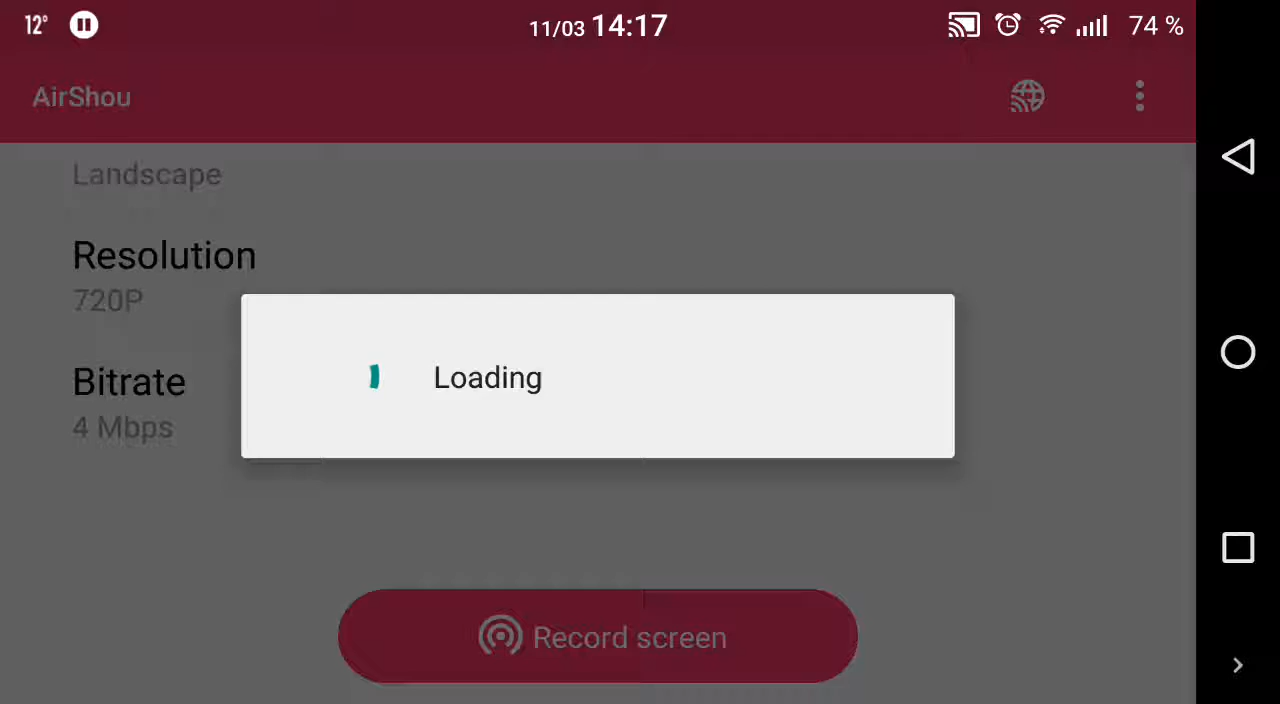 12°
11/03 14:17
74 %
AirShou
Landscape
Resolution
720P
Bitrate
4 Mbps
Loading
Record screen